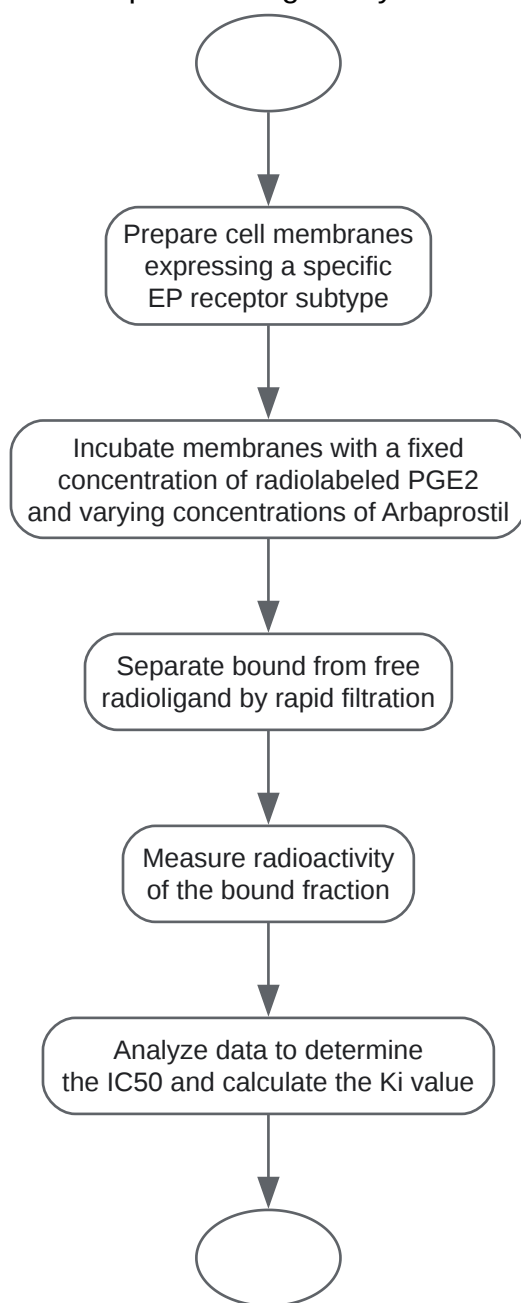 Prepare cell membranes
expressing a specific
EP receptor subtype
Incubate membranes with a fixed
concentration of radiolabeled PGE2
and varying concentrations of Arbaprostil
Separate bound from free
radioligand by rapid filtration
Measure radioactivity
of the bound fraction
Analyze data to determine
the IC50 and calculate the Ki value